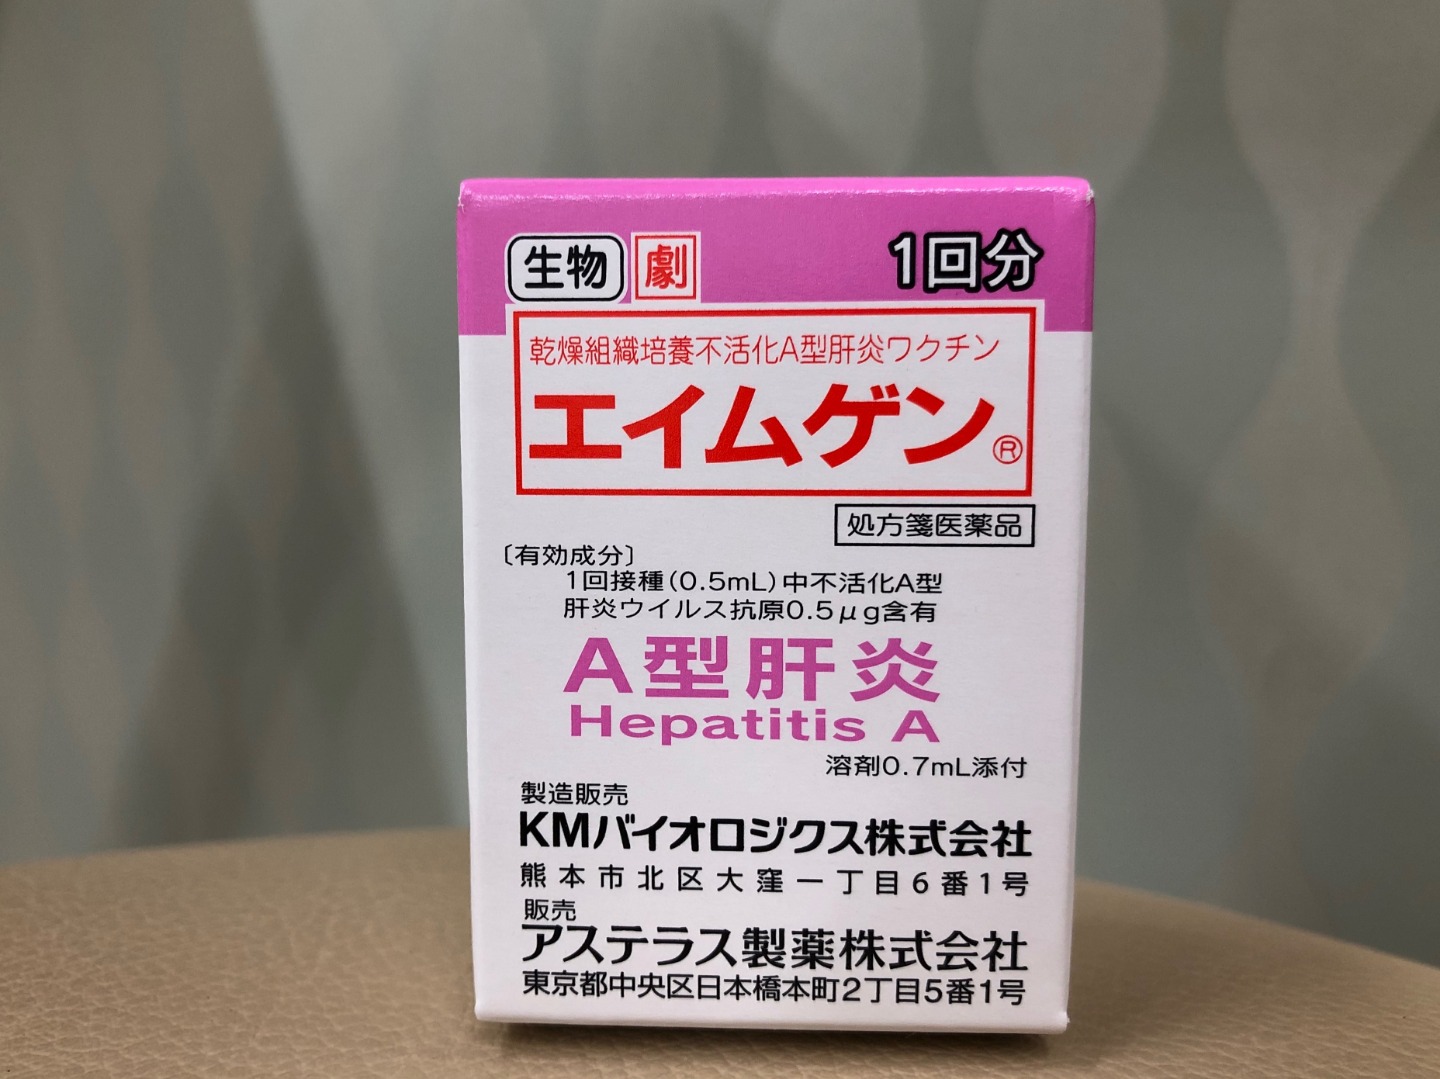 生物 劇 1回分
乾燥組織培養不活化A型肝炎ワクチン
エイムゲン®
処方箋医薬品
〔有効成分〕
1回接種(0.5mL)中不活化A型
肝炎ウイルス抗原0.5μg含有
A型肝炎
Hepatitis A
溶剤0.7mL添付
製造販売
KMバイオロジクス株式会社
熊本市北区大窪一丁目6番1号
販売
アステラス製薬株式会社
東京都中央区日本橋本町2丁目5番1号